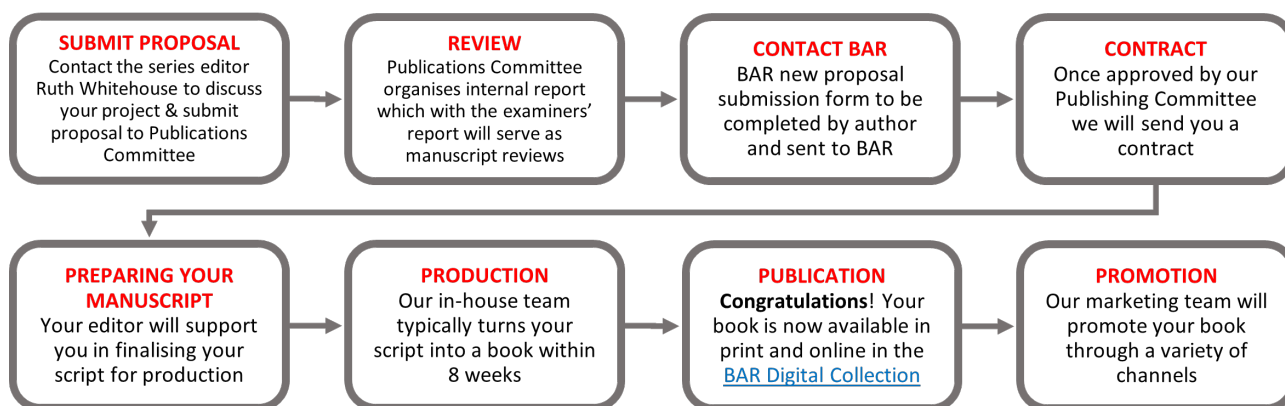 SUBMIT PROPOSAL
Contact the series editor
Ruth Whitehouse to discuss
your project & submit
proposal to Publications
Committee
REVIEW
Publications Committee
organises internal report
which with the examiners’
report will serve as
manuscript reviews
CONTACT BAR
BAR new proposal
submission form to be
completed by author
and sent to BAR
CONTRACT
Once approved by our
Publishing Committee
we will send you a
contract
PREPARING YOUR
MANUSCRIPT
Your editor will support
you in finalising your
script for production
PRODUCTION
Our in-house team
typically turns your
script into a book within
8 weeks
PUBLICATION
Congratulations! Your
book is now available in
print and online in the
BAR Digital Collection
PROMOTION
Our marketing team will
promote your book
through a variety of
channels